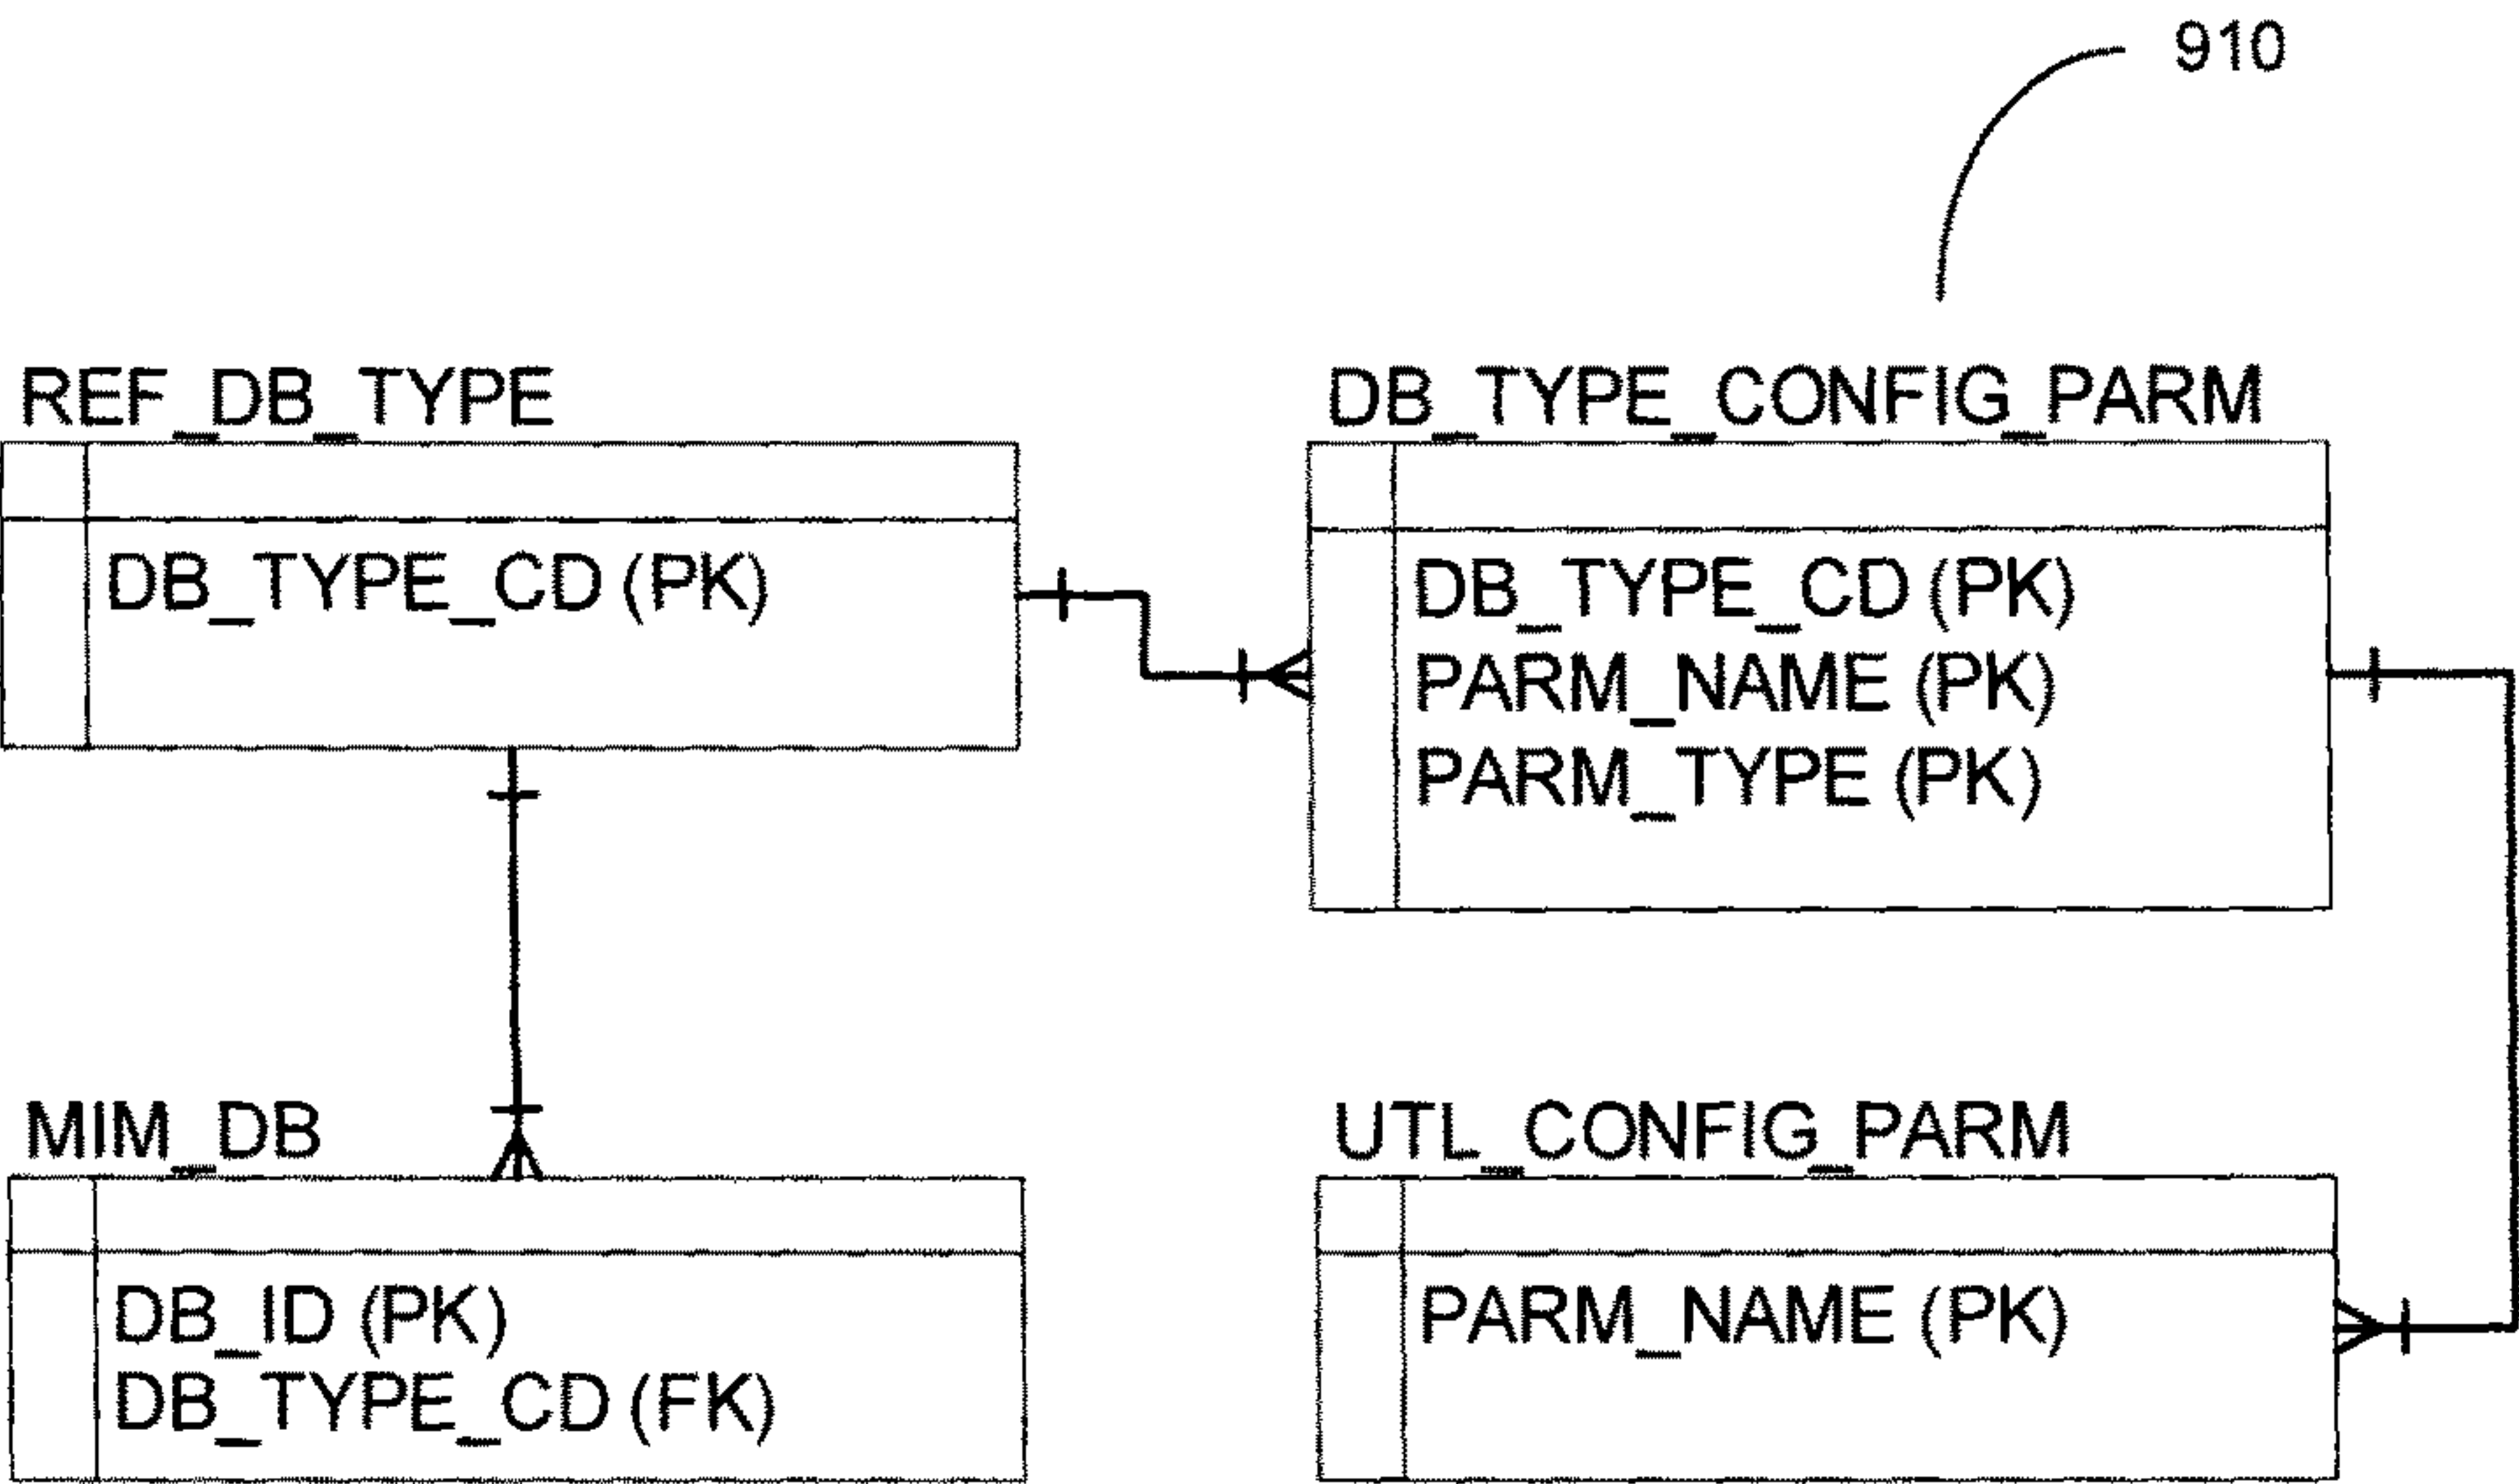 910
REF_DB_TYPE
DB_TYPE_CD (PK)
DB_TYPE_CONFIG_PARM
DB_TYPE_CD (PK)
PARM_NAME (PK)
PARM_TYPE (PK)
MIM_DB
DB_ID (PK)
DB_TYPE_CD (FK)
UTL_CONFIG_PARM
PARM_NAME (PK)